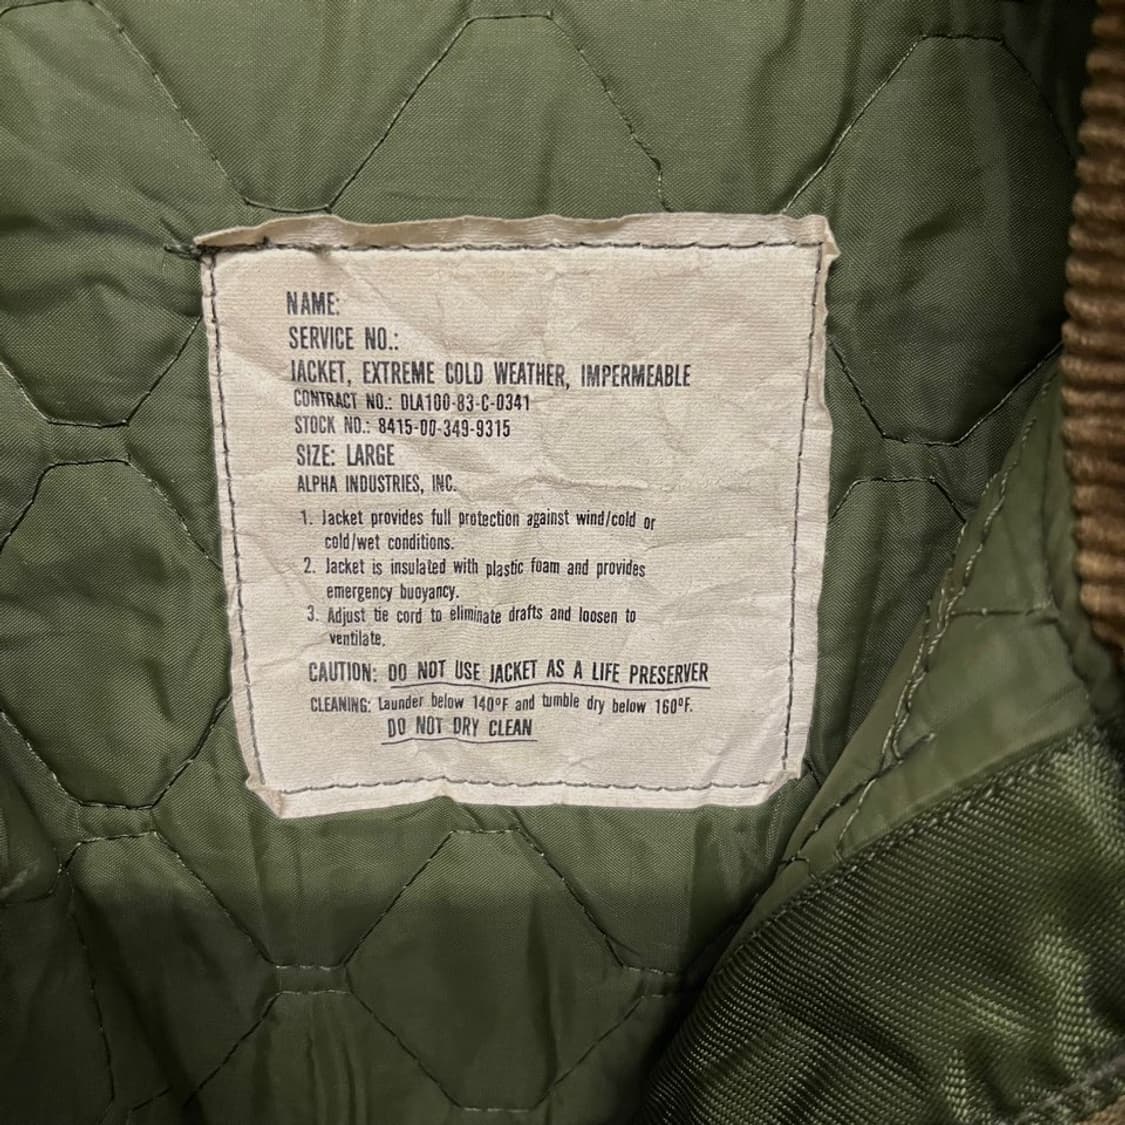 NAME:
SERVICE NO.:
JACKET, EXTREME COLD WEATHER, IMPERMEABLE
CONTRACT NO.: DLA100-83-C-0341
STOCK NO.: 8415-00-349-9315
SIZE: LARGE
ALPHA INDUSTRIES, INC.
1. Jacket provides full protection against wind/cold or
cold/wet conditions.
2. Jacket is insulated with plastic foam and provides
emergency buoyancy.
3. Adjust tie cord to eliminate drafts and loosen to
ventilate.
CAUTION: DO NOT USE JACKET AS A LIFE PRESERVER
CLEANING: Launder below 140°F and tumble dry below 160°F.
DO NOT DRY CLEAN